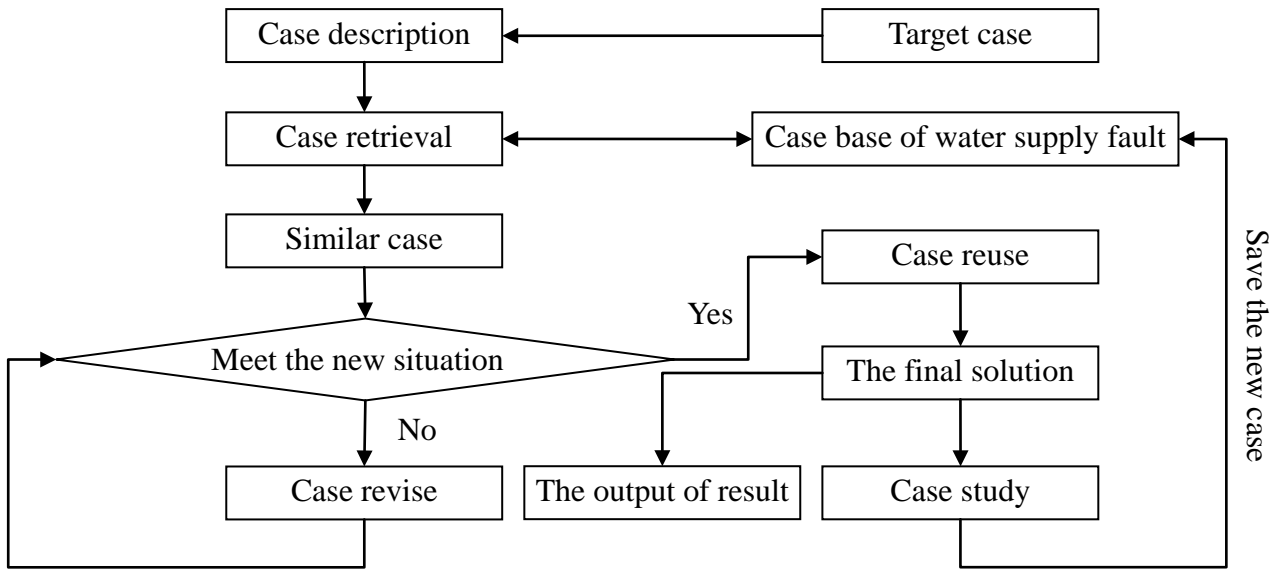 Case description
Target case
Case retrieval
Case base of water supply fault
Similar case
Case reuse
Yes
Meet the new situation
The final solution
No
Case revise
The output of result
Case study
Save the new case